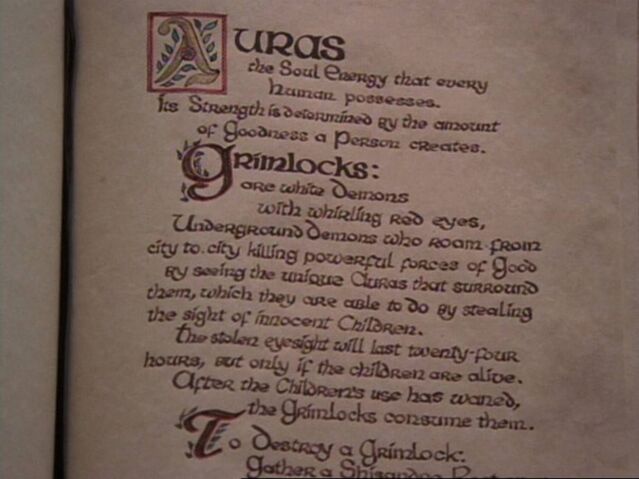 AURAS
the Soul Energy that every
human possesses.
Its Strength is determined by the amount
of Goodness a Person creates.
Grimlocks:
are white Demons
with whirling red eyes,
Underground Demons who roam from
city to city killing powerful forces of Good
by seeing the unique Auras that surround
them, which they are able to do by stealing
the sight of innocent Children.
The stolen eyesight will last twenty-four
hours, but only if the children are alive.
After the Children's use has waned,
the Grimlocks consume them.
To Destroy a Grimlock:
Gather a